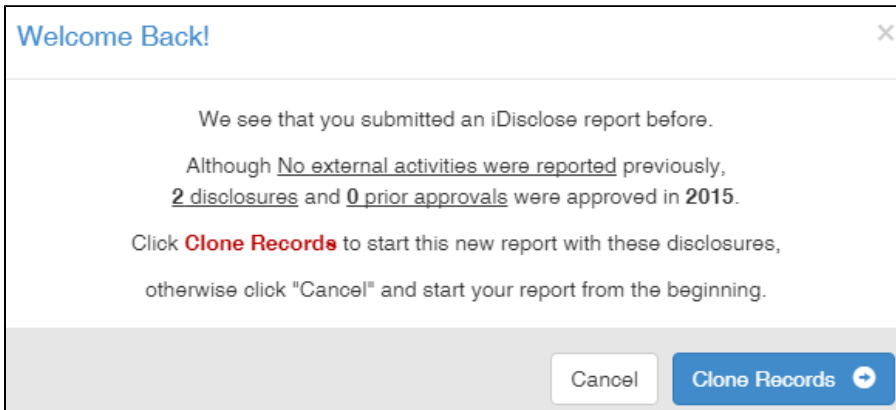 Welcome Back!
We see that you submitted an iDisclose report before.
Although No external activities were reported previously,
2 disclosures and 0 prior approvals were approved in 2015.
Click Clone Records to start this new report with these disclosures,
otherwise click "Cancel" and start your report from the beginning.
Cancel
Clone Records